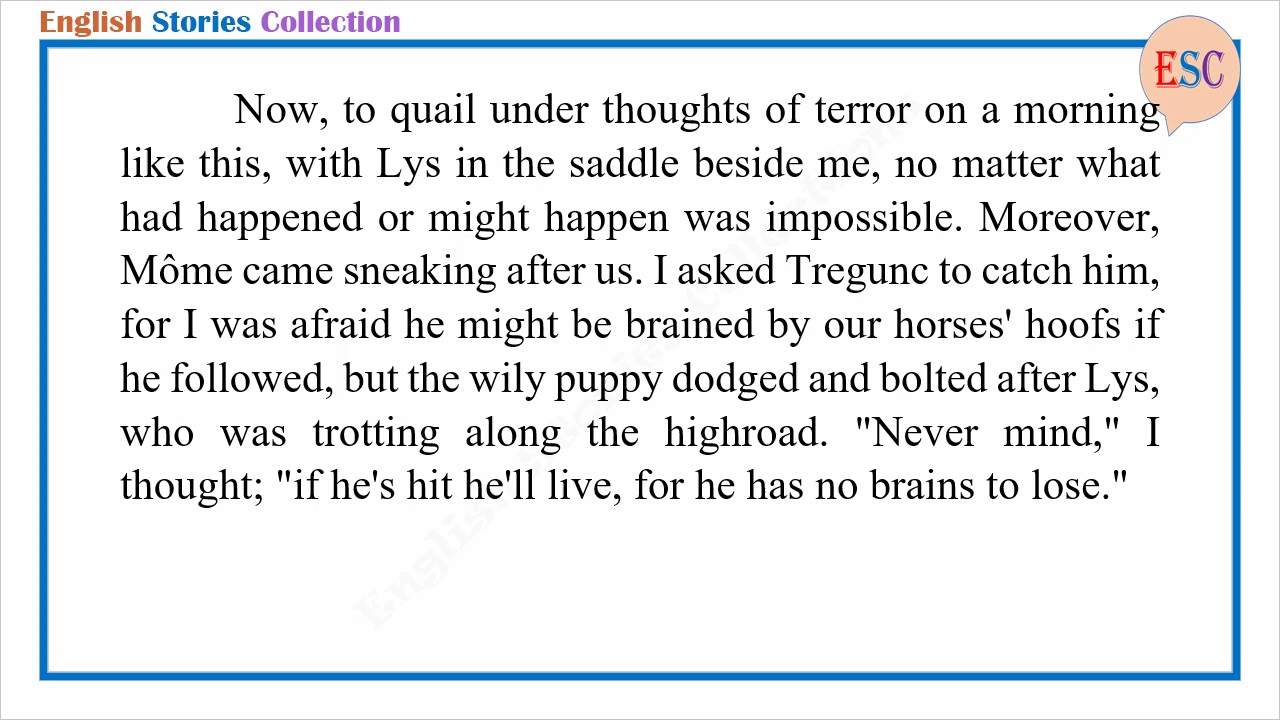 English Stories Collection
ESC
Now, to quail under thoughts of terror on a morning
like this, with Lys in the saddle beside me, no matter what
had happened or might happen was impossible. Moreover,
Môme came sneaking after us. I asked Tregunc to catch him,
for I was afraid he might be brained by our horses' hoofs if
he followed, but the wily puppy dodged and bolted after Lys,
who was trotting along the highroad. "Never mind," I
thought; "if he's hit he'll live, for he has no brains to lose."